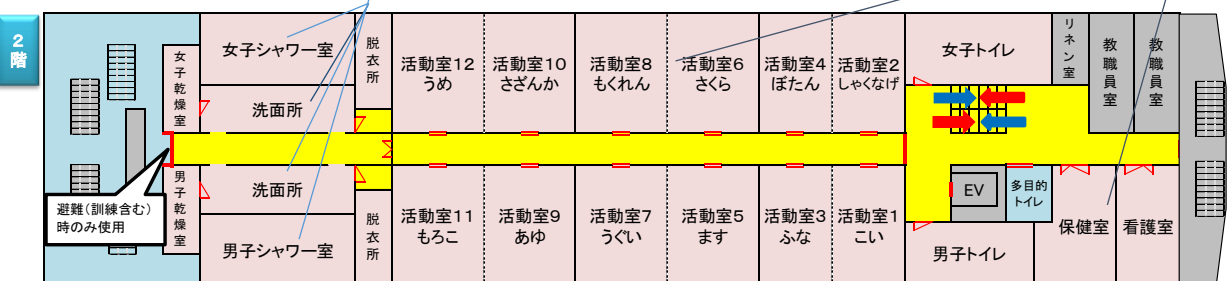 2
階
女子乾燥室
女子シャワー室
洗面所
脱衣所
活動室12
うめ
活動室10
さざんか
活動室8
もくれん
活動室6
さくら
活動室4
ぼたん
活動室2
しゃくなげ
女子トイレ
リネン室
教職員室
教職員室
避難(訓練含む)
時のみ使用
男子乾燥室
洗面所
男子シャワー室
脱衣所
活動室11
もろこ
活動室9
あゆ
活動室7
うぐい
活動室5
ます
活動室3
ふな
活動室1
こい
EV
多目的
トイレ
男子トイレ
保健室
看護室